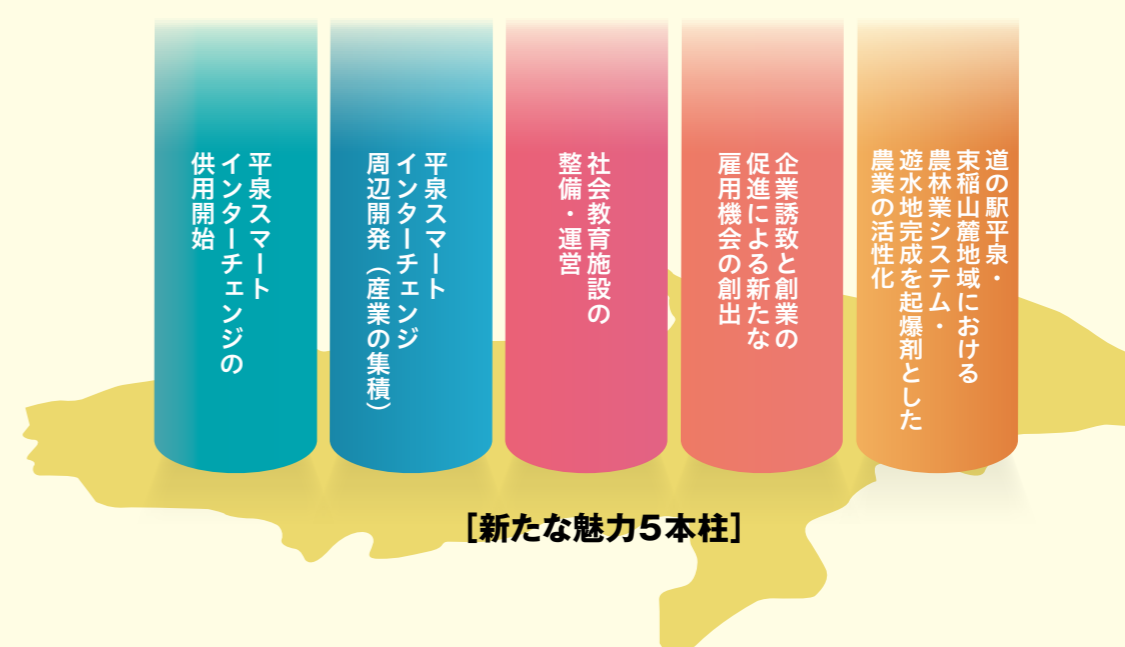 道の駅平泉・
束稲山麓地域における
農林業システム・
遊水地完成を起爆剤とした
農業の活性化
企業誘致と創業の
促進による新たな
雇用機会の創出
社会教育施設の
整備・運営
平泉スマート
インターチェンジ
周辺開発（産業の集積）
平泉スマート
インターチェンジの
供用開始
［新たな魅力5本柱］